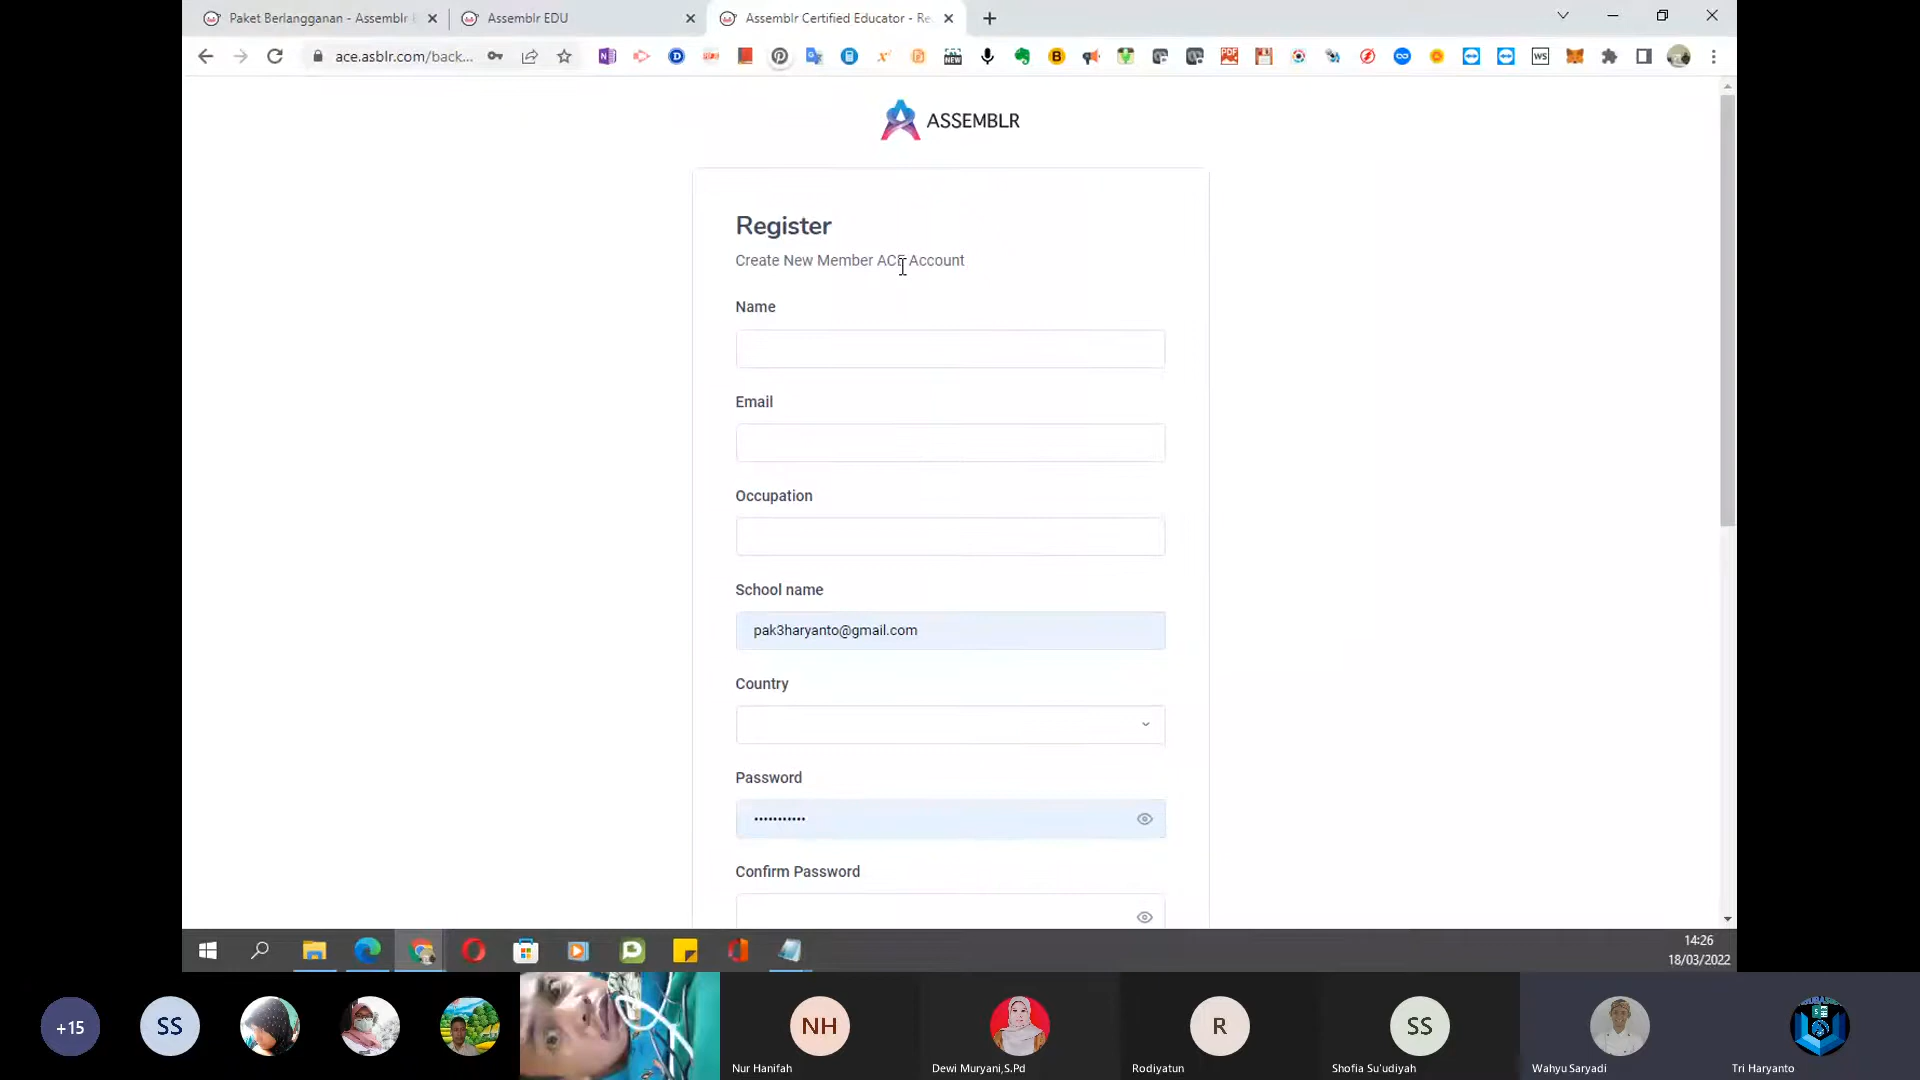 Paket Berlangganan - Assemblr
Assemblr EDU
Assemblr Certified Educator - Re
ace.asblr.com/back...
ASSEMBLR
Register
Create New Member ACE Account
Name
Email
Occupation
School name
pak3haryanto@gmail.com
Country
Password
Confirm Password
14:26
18/03/2022
+15
SS
NH
R
SS
Nur Hanifah
Dewi Muryani,S.Pd
Rodiyatun
Shofia Su'udiyah
Wahyu Saryadi
Tri Haryanto